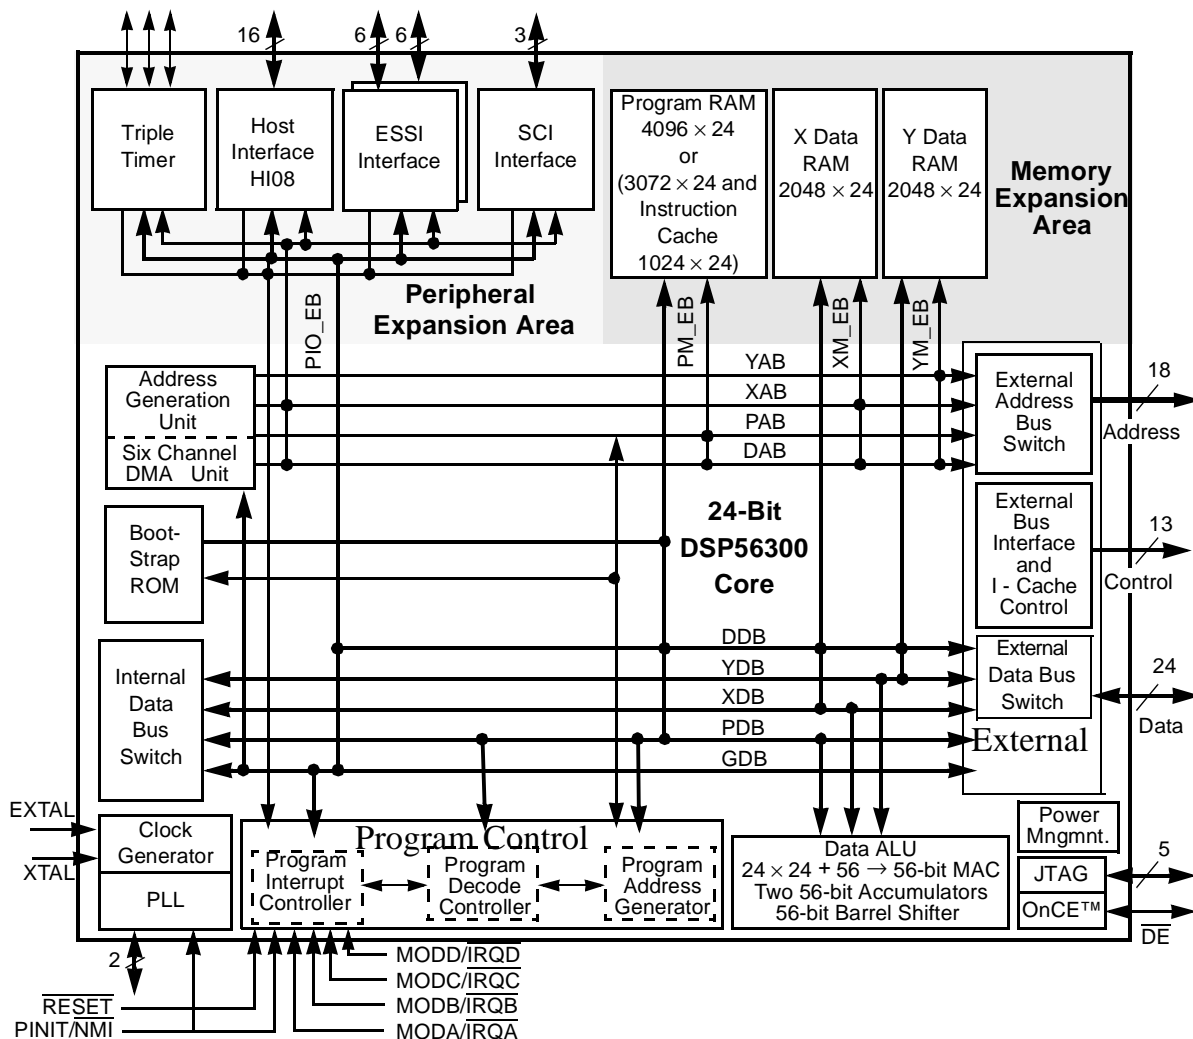 16
6
6
3
Triple
Timer
Host
Interface
HI08
ESSI
Interface
SCI
Interface
Program RAM
4096 × 24
or
(3072 × 24 and
Instruction
Cache
1024 × 24)
X Data
RAM
2048 × 24
Y Data
RAM
2048 × 24
Memory
Expansion
Area
Peripheral
Expansion Area
PIO_EB
PM_EB
XM_EB
YM_EB
Address
Generation
Unit
Six Channel
DMA Unit
YAB
XAB
PAB
DAB
External
Address
Bus
Switch
18
Address
Boot-
Strap
ROM
24-Bit
DSP56300
Core
External
Bus
Interface
and
I - Cache
Control
13
Control
Internal
Data
Bus
Switch
DDB
YDB
XDB
PDB
GDB
External
Data Bus
Switch
External
24
Data
EXTAL
XTAL
Clock
Generator
PLL
2
Program Control
Program
Interrupt
Controller
Program
Decode
Controller
Program
Address
Generator
Data ALU
24 × 24 + 56 → 56-bit MAC
Two 56-bit Accumulators
56-bit Barrel Shifter
Power
Mngmnt.
JTAG
OnCE™
5
DE
RESET
PINIT/NMI
MODD/IRQD
MODC/IRQC
MODB/IRQB
MODA/IRQA